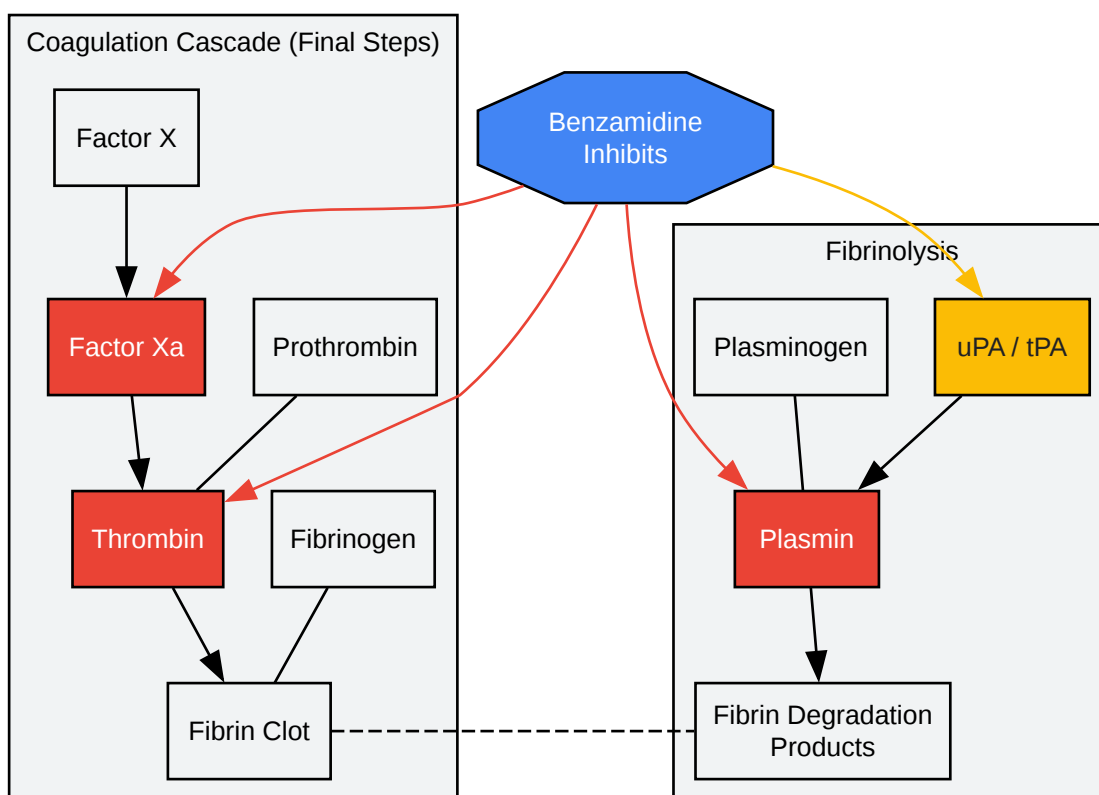 Coagulation Cascade (Final Steps)
Factor X
Benzamidine
Inhibits
Fibrinolysis
Factor Xa
Prothrombin
Plasminogen
uPA / tPA
Thrombin
Fibrinogen
Plasmin
Fibrin Clot
Fibrin Degradation
Products